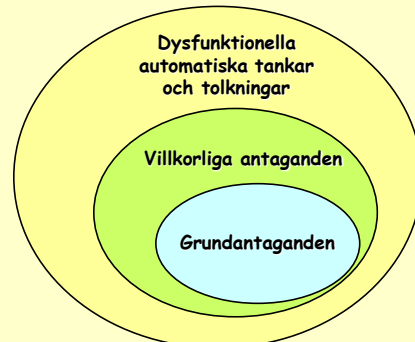 Dysfunktionella
automatiska tankar
och tolkningar
Villkorliga antaganden
Grundantaganden